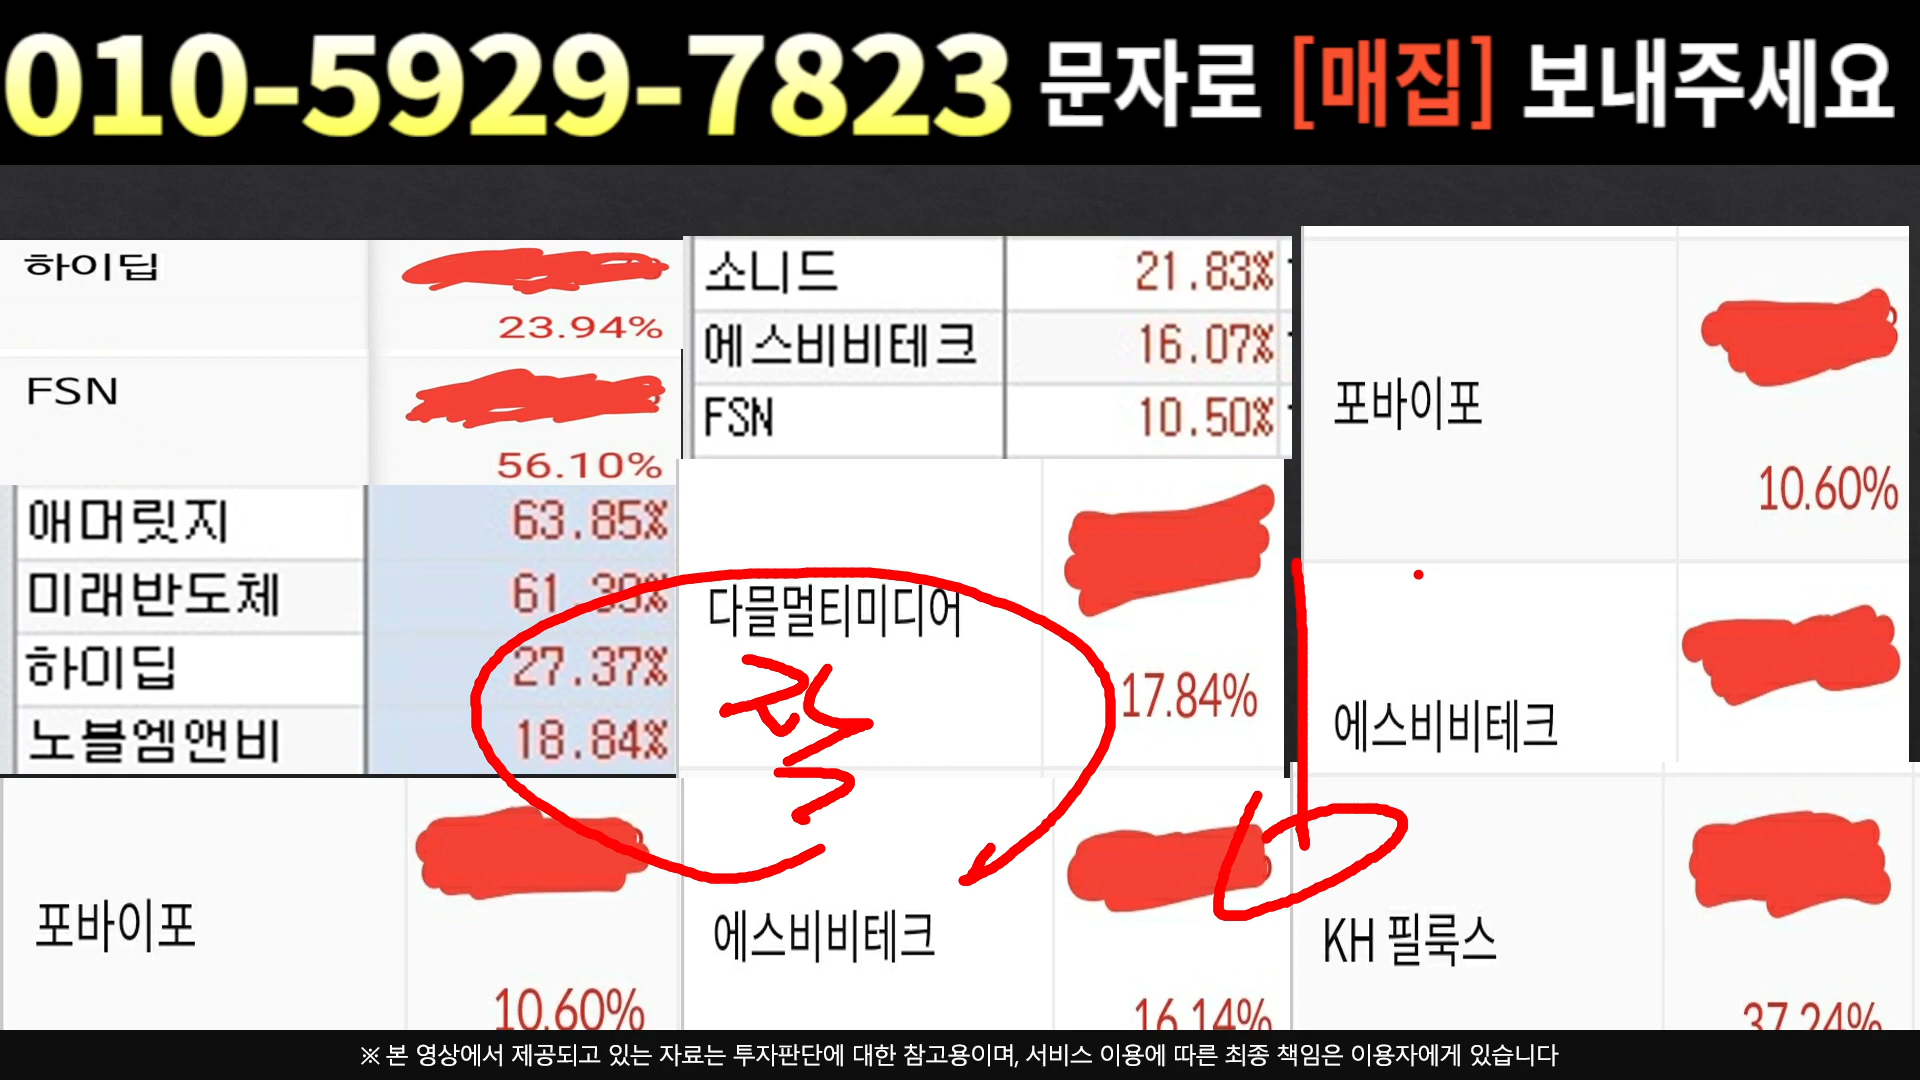 010-5929-7823 문자로 [매집] 보내주세요
하이딥
23.94%
FSN
56.10%
애머릿지 63.85%
미래반도체 61.39%
하이딥 27.37%
노블엠앤비 18.84%
소니드 21.83%
에스비비테크 16.07%
FSN 10.50%
다믈멀티미디어
17.84%
포바이포
10.60%
에스비비테크
포바이포
10.60%
에스비비테크
16.14%
KH 필룩스
37.24%
※ 본 영상에서 제공되고 있는 자료는 투자판단에 대한 참고용이며, 서비스 이용에 따른 최종 책임은 이용자에게 있습니다